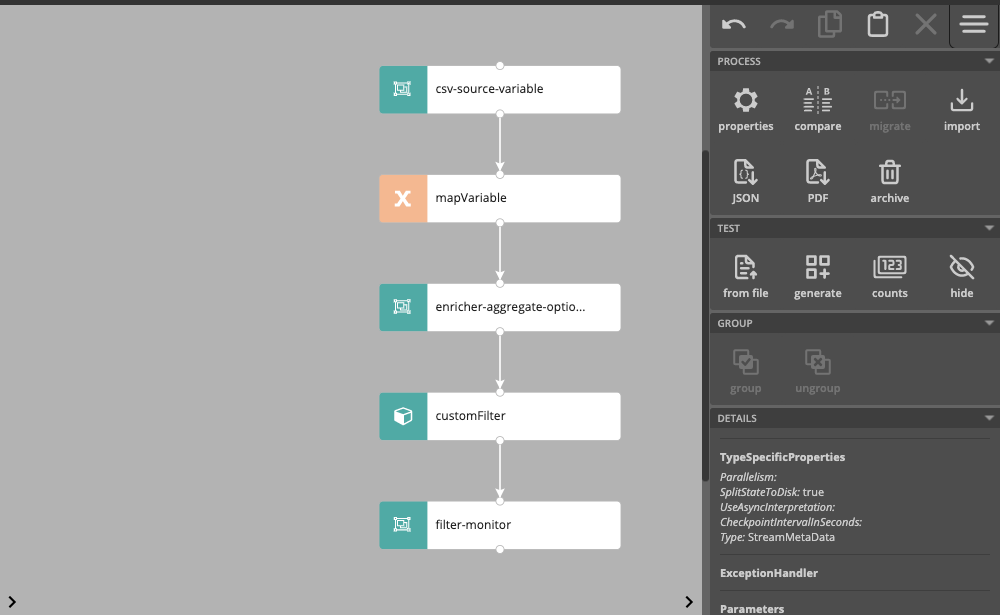 csv-source-variable
mapVariable
enricher-aggregate-optio...
customFilter
filter-monitor
PROCESS
properties
A B
compare
migrate
import
JSON
PDF
archive
TEST
from file
generate
123
counts
hide
GROUP
group
ungroup
DETAILS
TypeSpecificProperties
Parallelism:
SplitStateToDisk: true
UseAsyncInterpretation:
CheckpointIntervalInSeconds:
Type: StreamMetaData
ExceptionHandler
Parameters